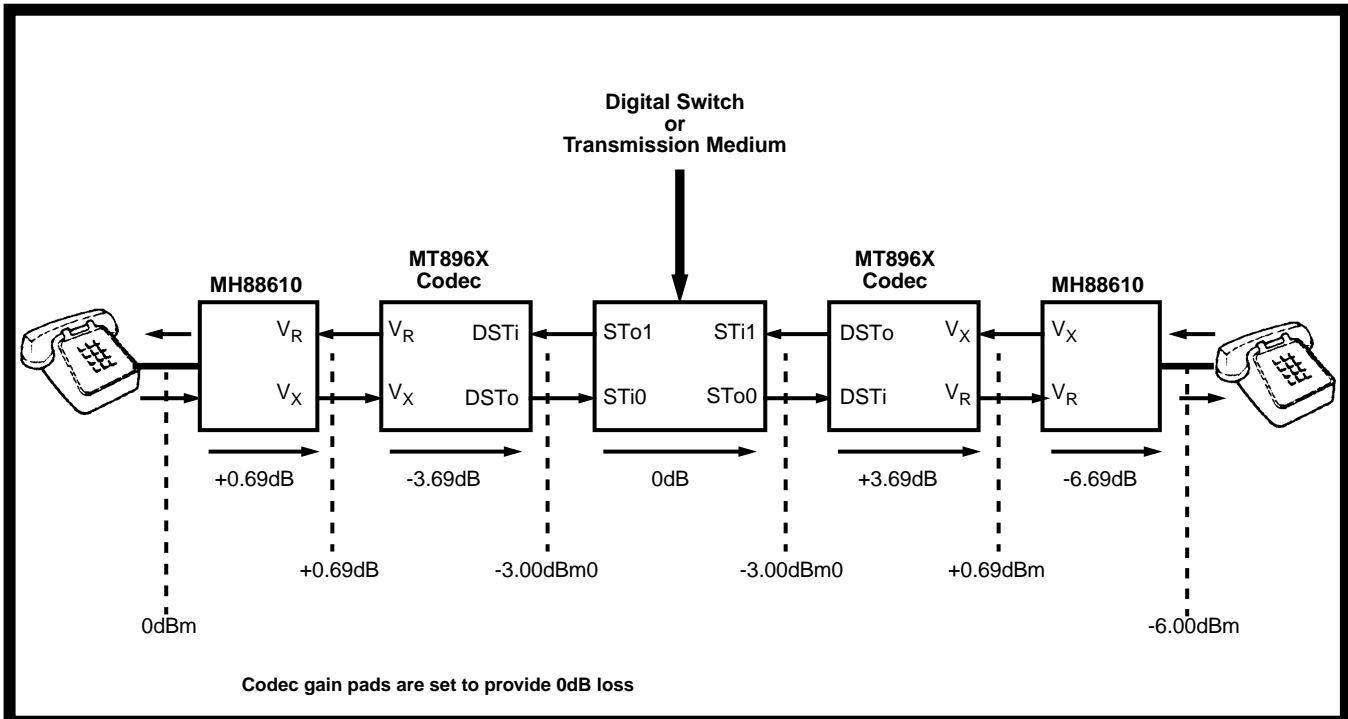 Digital Switch
or
Transmission Medium
MT896X
Codec
MT896X
Codec
MH88610
MH88610
VR
VR
DSTi
STo1
STi1
DSTo
VX
VX
VX
VX
DSTo
STi0
STo0
DSTi
VR
VR
+0.69dB
-3.69dB
0dB
+3.69dB
-6.69dB
+0.69dB
-3.00dBm0
-3.00dBm0
+0.69dBm
0dBm
-6.00dBm
Codec gain pads are set to provide 0dB loss